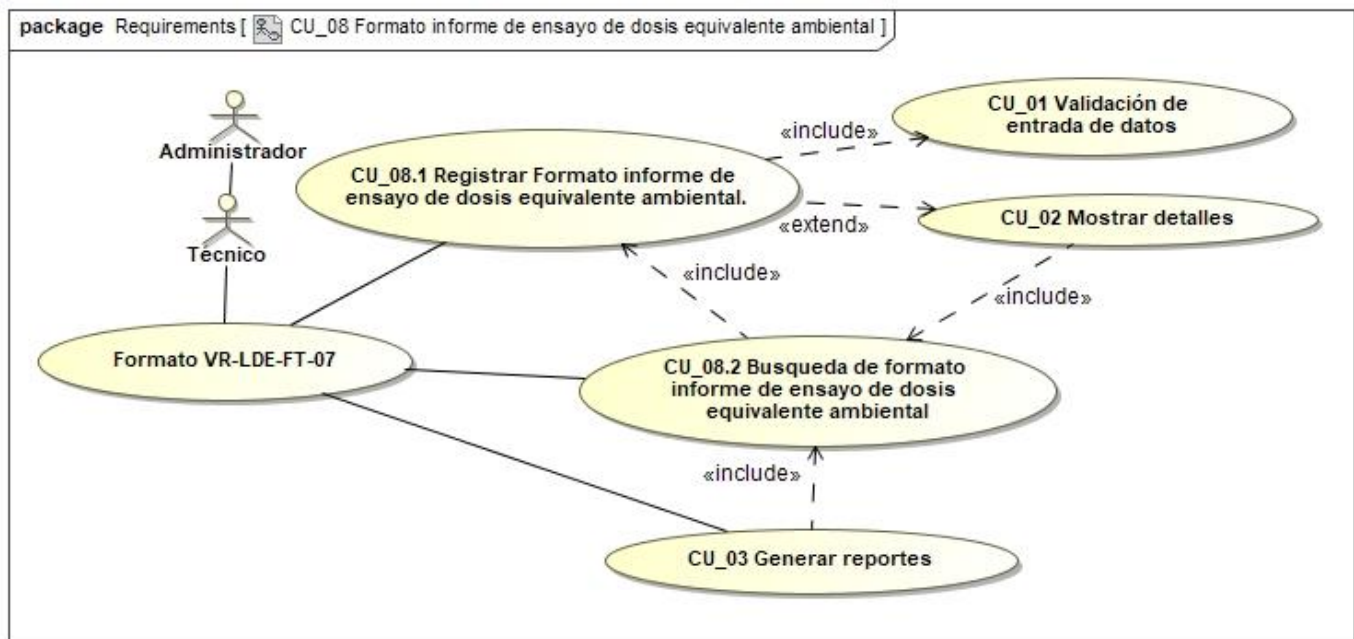 package Requirements [ CU_08 Formato informe de ensayo de dosis equivalente ambiental ]
Administrador
Técnico
Formato VR-LDE-FT-07
CU_08.1 Registrar Formato informe de
ensayo de dosis equivalente ambiental.
«include»
CU_01 Validación de
entrada de datos
«extend»
CU_02 Mostrar detalles
«include»
«include»
CU_08.2 Busqueda de formato
informe de ensayo de dosis
equivalente ambiental
«include»
CU_03 Generar reportes